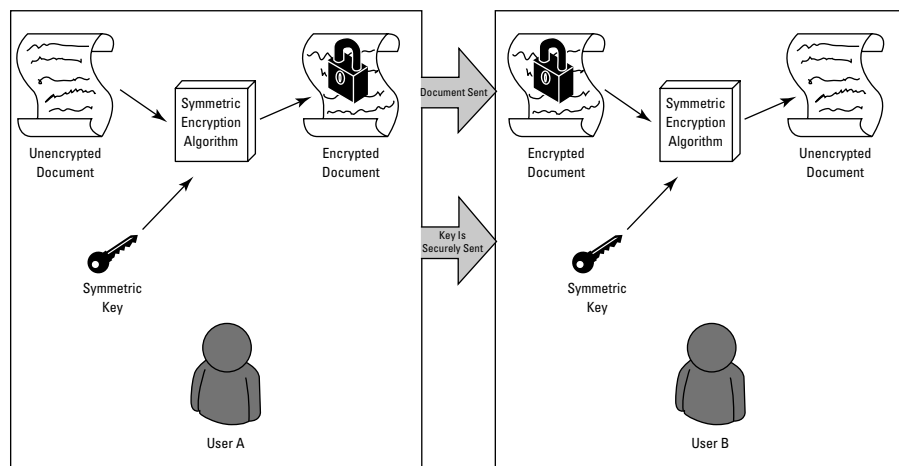 Unencrypted
Document
Symmetric
Encryption
Algorithm
Encrypted
Document
Symmetric
Key
User A
Document Sent
Key Is
Securely Sent
Encrypted
Document
Symmetric
Encryption
Algorithm
Unencrypted
Document
Symmetric
Key
User B